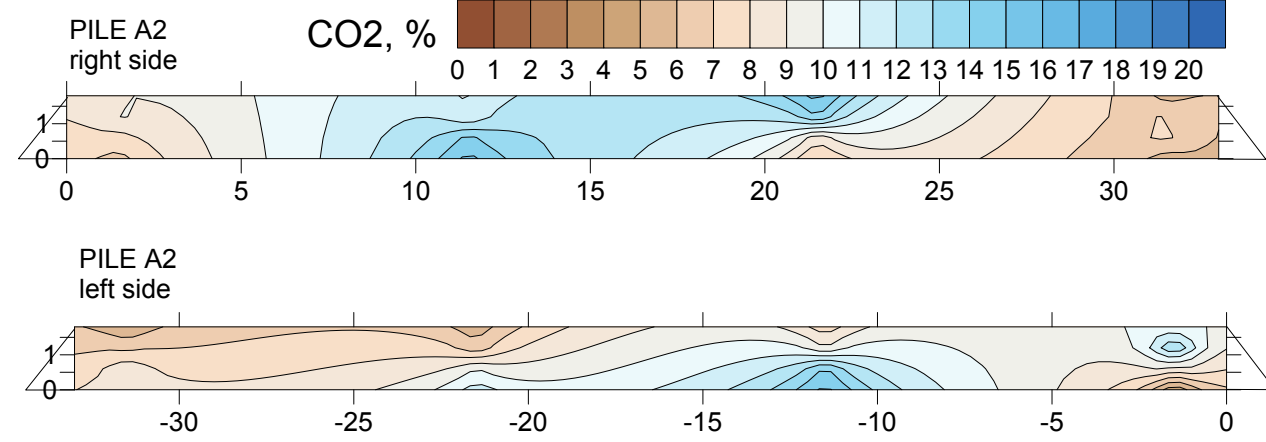 PILE A2
right side
CO2, %
0 1 2 3 4 5 6 7 8 9 10 11 12 13 14 15 16 17 18 19 20
1
0
0 5 10 15 20 25 30
PILE A2
left side
1
0
-30 -25 -20 -15 -10 -5 0